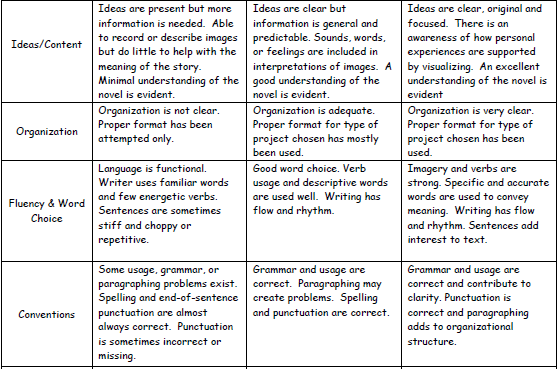 Ideas/Content
Ideas are present but more
information is needed. Able
to record or describe images
but do little to help with the
meaning of the story.
Minimal understanding of the
novel is evident.
Ideas are clear but
information is general and
predictable. Sounds, words,
or feelings are included in
interpretations of images. A
good understanding of the
novel is evident.
Ideas are clear, original and
focused. There is an
awareness of how personal
experiences are supported
by visualizing. An excellent
understanding of the novel is
evident
Organization
Organization is not clear.
Proper format has been
attempted only.
Organization is adequate.
Proper format for type of
project chosen has mostly
been used.
Organization is very clear.
Proper format for type of
project chosen has been
used.
Fluency & Word
Choice
Language is functional.
Writer uses familiar words
and few energetic verbs.
Sentences are sometimes
stiff and choppy or
repetitive.
Good word choice. Verb
usage and descriptive words
are used well. Writing has
flow and rhythm.
Imagery and verbs are
strong. Specific and accurate
words are used to convey
meaning. Writing has flow
and rhythm. Sentences add
interest to text.
Conventions
Some usage, grammar, or
paragraphing problems exist.
Spelling and end-of-sentence
punctuation are almost
always correct. Punctuation
is sometimes incorrect or
missing.
Grammar and usage are
correct. Paragraphing may
create problems. Spelling
and punctuation are correct.
Grammar and usage are
correct and contribute to
clarity. Punctuation is
correct and paragraphing
adds to organizational
structure.